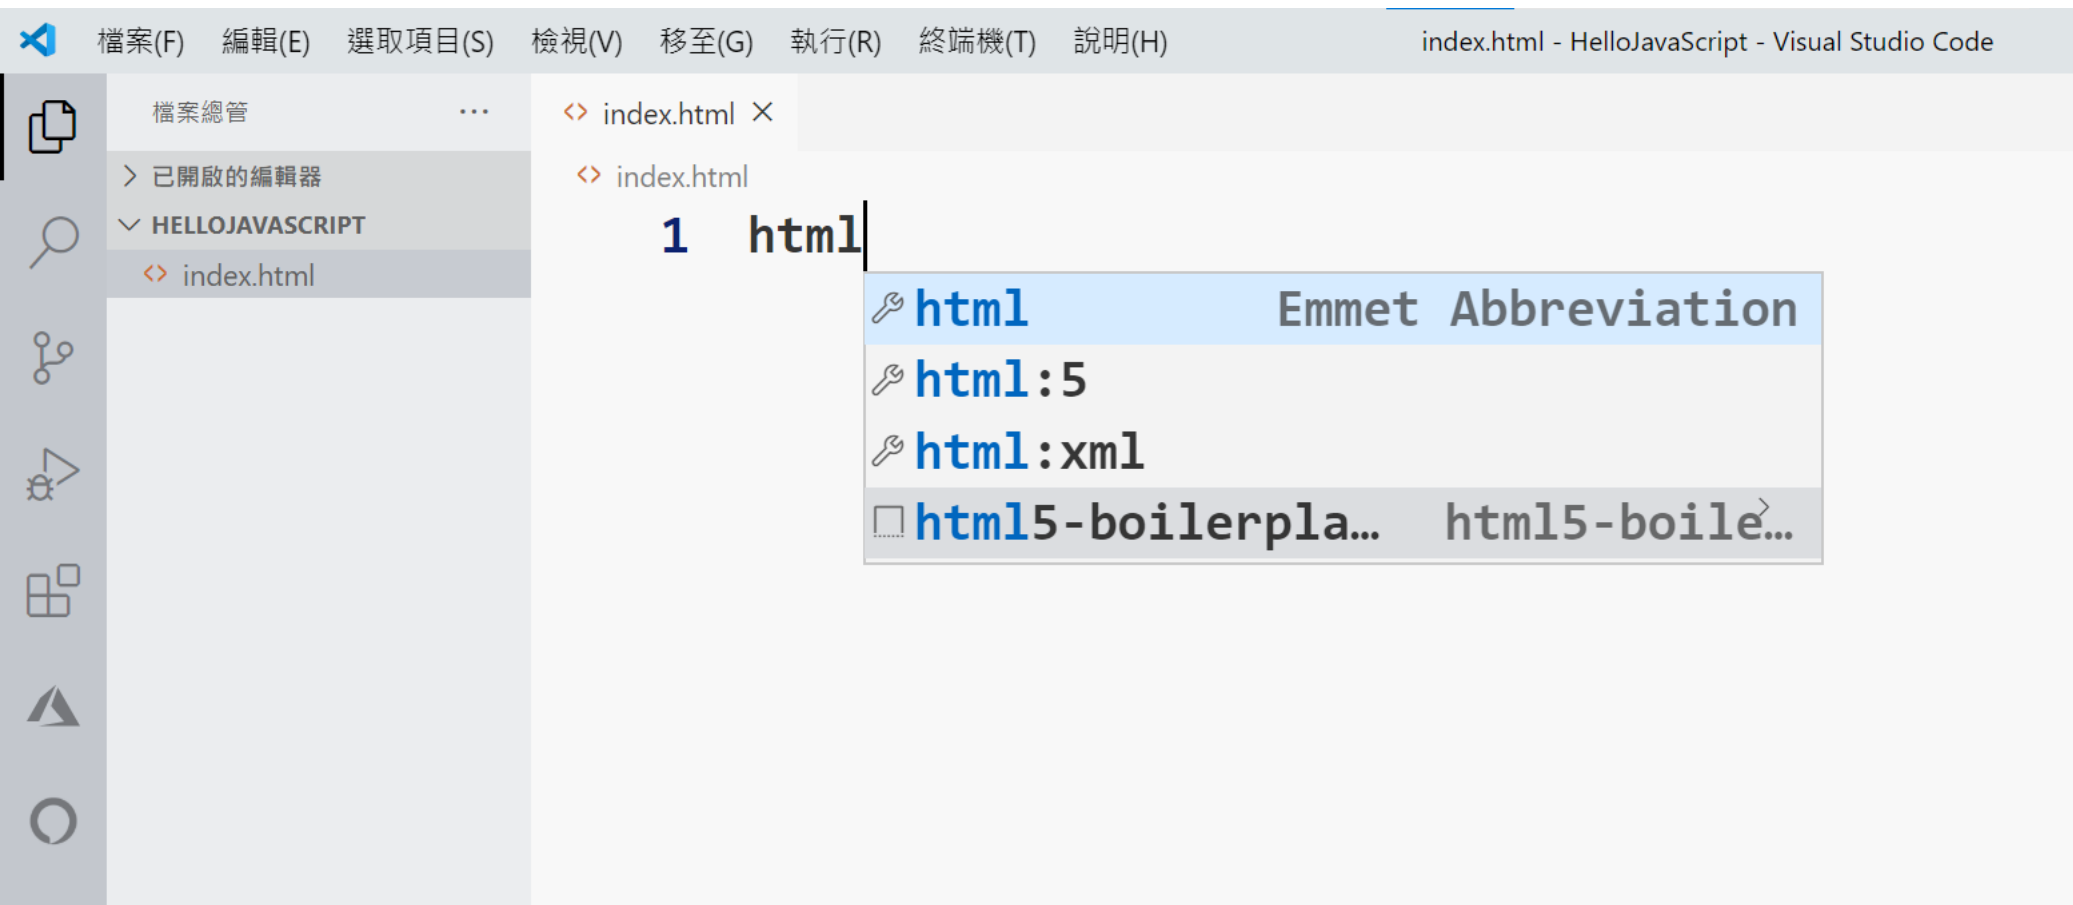 檔案(F) 編輯(E) 選取項目(S) 檢視(V) 移至(G) 執行(R) 終端機(T) 說明(H) index.html - HelloJavaScript - Visual Studio Code
檔案總管 ...
index.html
已開啟的編輯器
HELLOJAVASCRIPT
index.html
index.html
1 html
html Emmet Abbreviation
html:5
html:xml
html5-boilerpla… html5-boile…